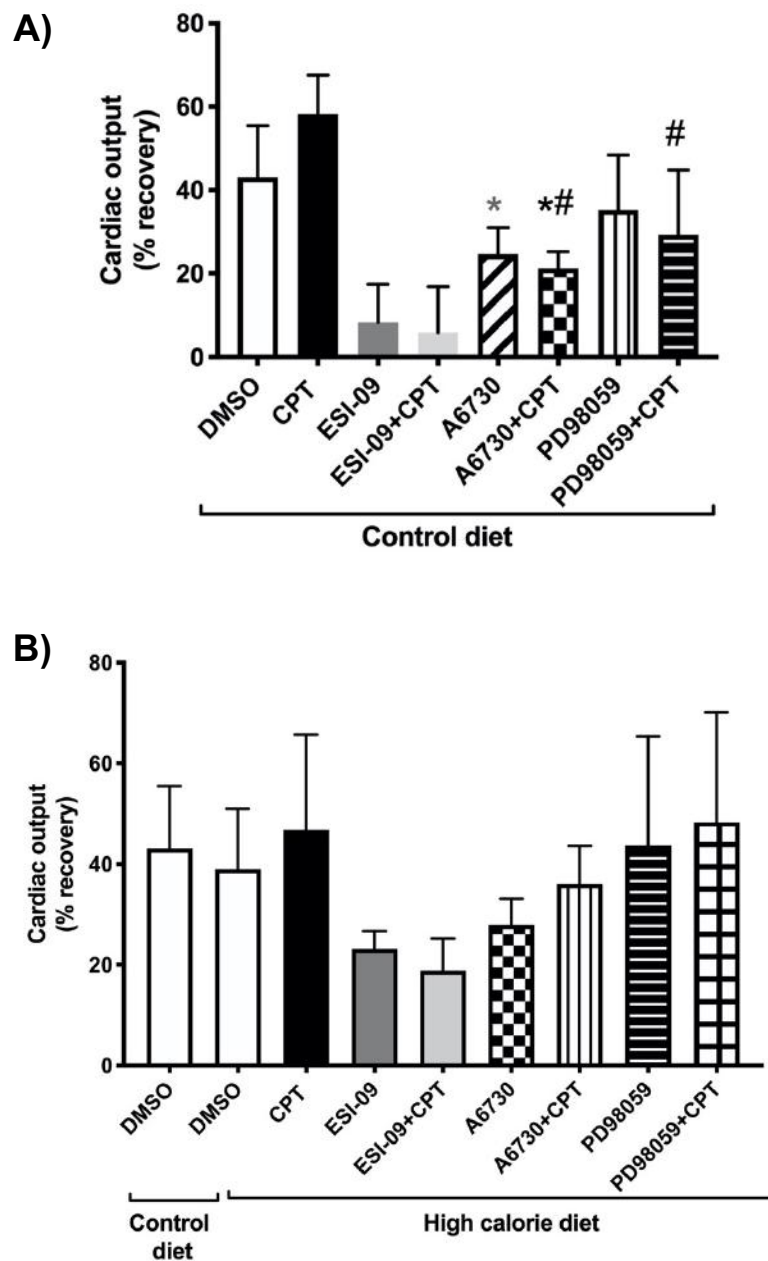 A)
Cardiac output
(% recovery)
80
60
40
20
0
*
*#
#
DMSO
CPT
ESI-09
ESI-09+CPT
A6730
A6730+CPT
PD98059
PD98059+CPT
Control diet
B)
Cardiac output
(% recovery)
80
60
40
20
0
DMSO
DMSO
CPT
ESI-09
ESI-09+CPT
A6730
A6730+CPT
PD98059
PD98059+CPT
Control
diet
High calorie diet